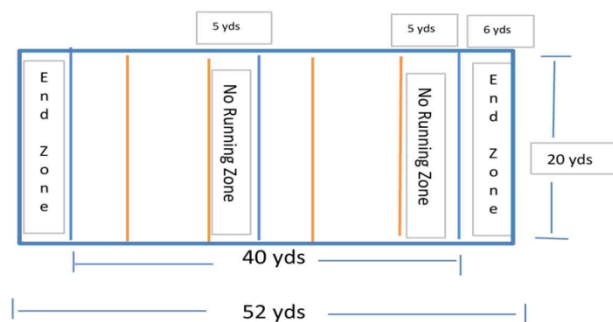 5 yds
5 yds
6 yds
End Zone
No Running Zone
No Running Zone
End Zone
20 yds
40 yds
52 yds